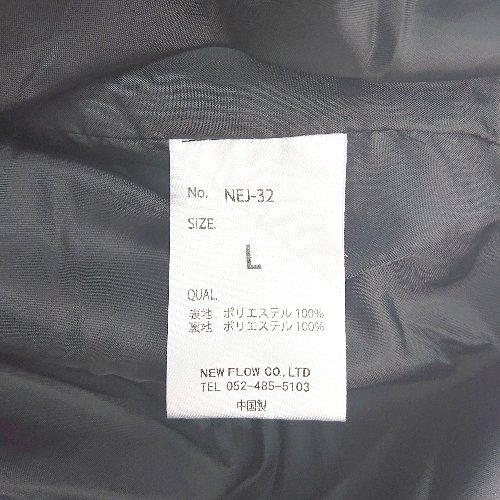 No. NEJ-32
SIZE.
L
QUAL.
表地 ポリエステル100%
裏地 ポリエステル100%
NEW FLOW CO., LTD
TEL 052-485-5103
中国製